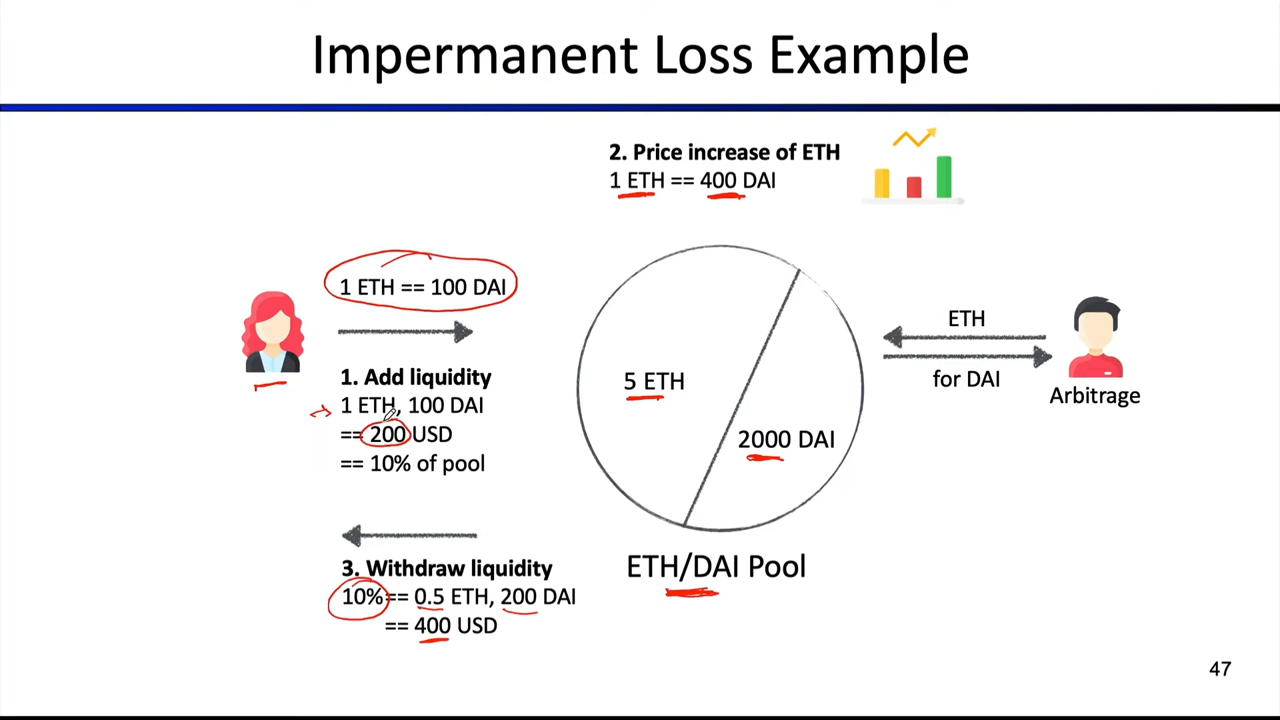 Impermanent Loss Example
2. Price increase of ETH
1 ETH == 400 DAI
1 ETH == 100 DAI
1. Add liquidity
1 ETH, 100 DAI
== 200 USD
== 10% of pool
5 ETH
2000 DAI
ETH
for DAI
Arbitrage
3. Withdraw liquidity
10% == 0.5 ETH, 200 DAI
== 400 USD
ETH/DAI Pool
47